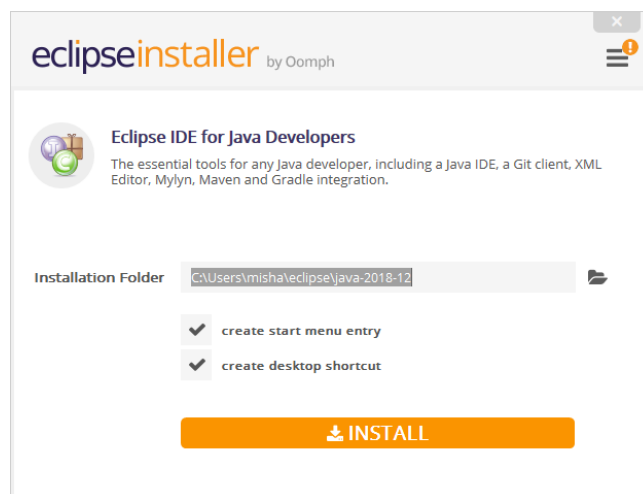 eclipseinstaller by Oomph
Eclipse IDE for Java Developers
The essential tools for any Java developer, including a Java IDE, a Git client, XML
Editor, Mylyn, Maven and Gradle integration.
Installation Folder C:\Users\misha\eclipse\java-2018-12
create start menu entry
create desktop shortcut
INSTALL